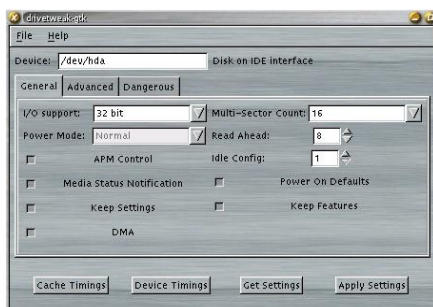 drivetweak-gtk
File Help
Device: /dev/hda Disk on IDE interface
General Advanced Dangerous
I/O support: 32 bit Multi-Sector Count: 16
Power Mode: Normal Read Ahead: 8
APM Control Idle Config: 1
Media Status Notification Power On Defaults
Keep Settings Keep Features
DMA
Cache Timings Device Timings Get Settings Apply Settings